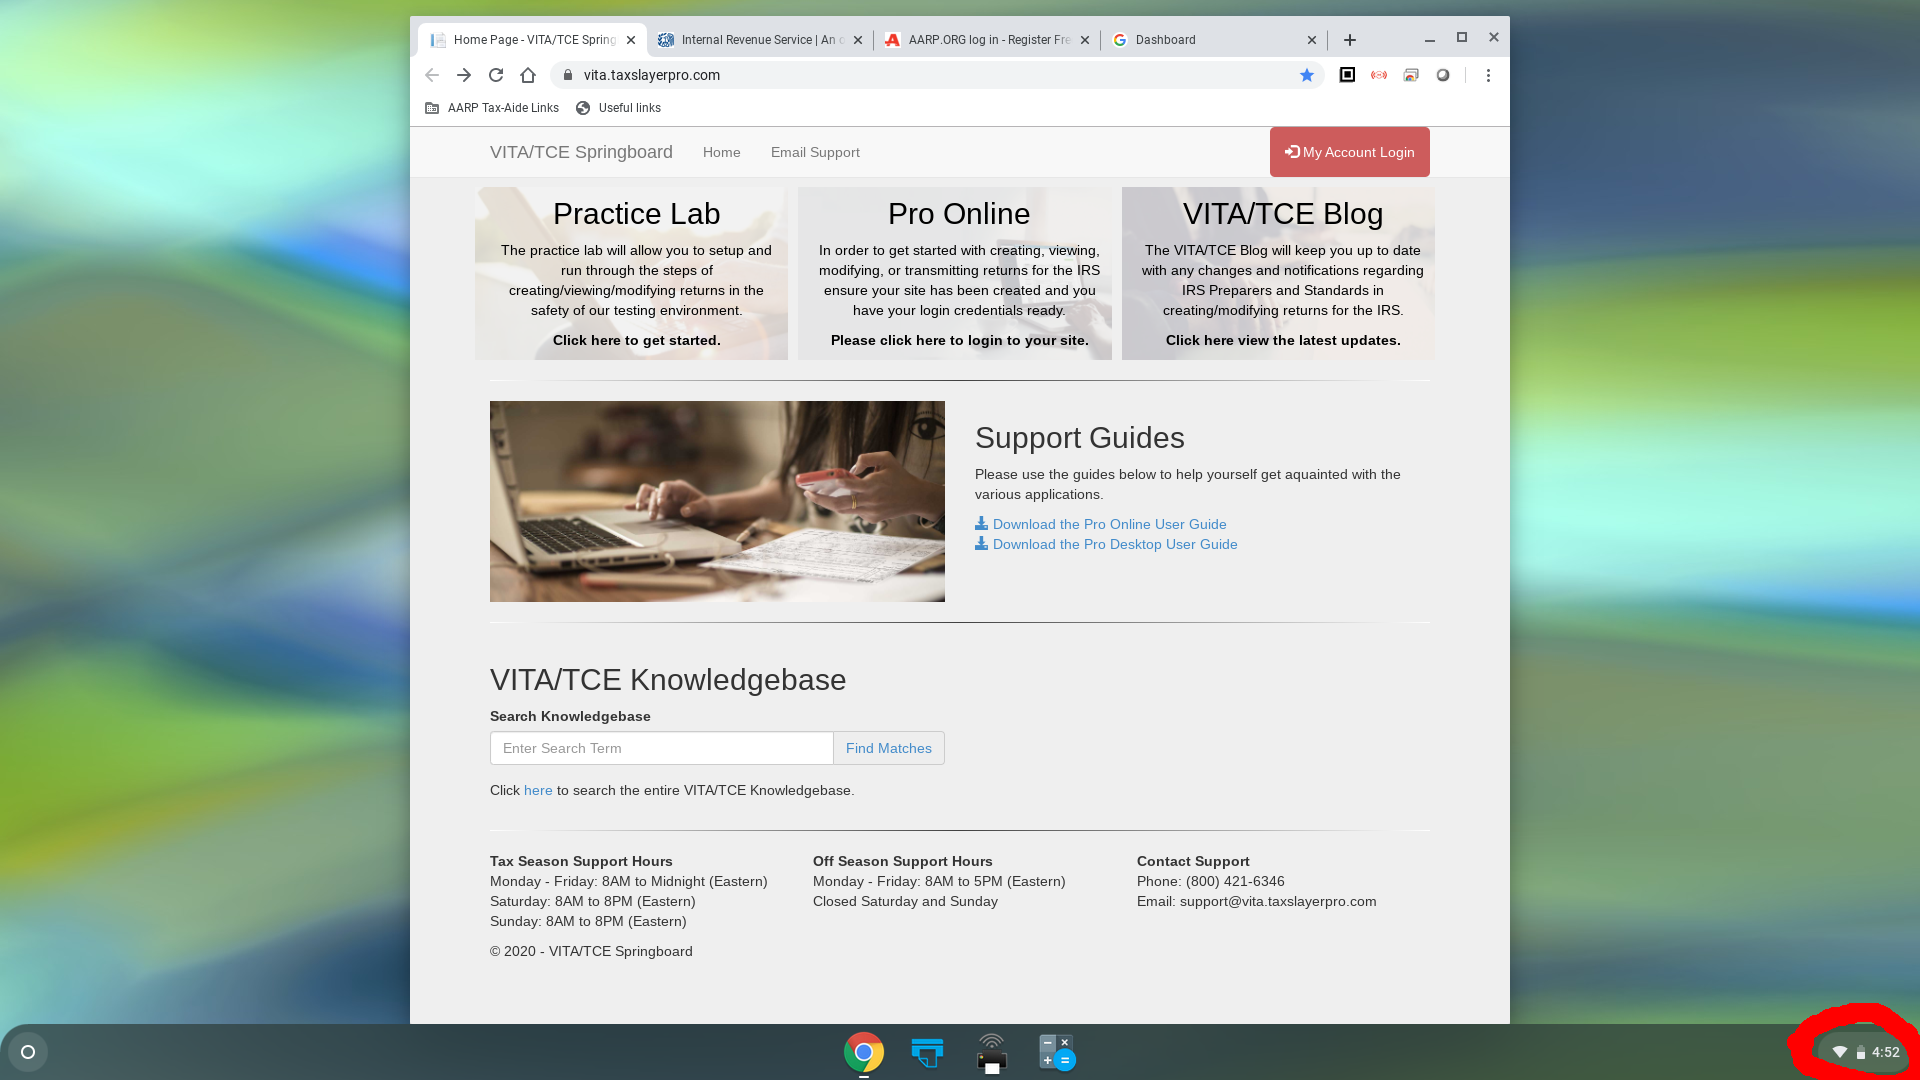 Home Page - VITA/TCE Spring
Internal Revenue Service | An o
AARP.ORG log in - Register Fre
Dashboard
vita.taxslayerpro.com
AARP Tax-Aide Links
Useful links
VITA/TCE Springboard
Home
Email Support
My Account Login
Practice Lab
The practice lab will allow you to setup and
run through the steps of
creating/viewing/modifying returns in the
safety of our testing environment.
Click here to get started.
Pro Online
In order to get started with creating, viewing,
modifying, or transmitting returns for the IRS
ensure your site has been created and you
have your login credentials ready.
Please click here to login to your site.
VITA/TCE Blog
The VITA/TCE Blog will keep you up to date
with any changes and notifications regarding
IRS Preparers and Standards in
creating/modifying returns for the IRS.
Click here view the latest updates.
Support Guides
Please use the guides below to help yourself get aquainted with the
various applications.
Download the Pro Online User Guide
Download the Pro Desktop User Guide
VITA/TCE Knowledgebase
Search Knowledgebase
Enter Search Term
Find Matches
Click here to search the entire VITA/TCE Knowledgebase.
Tax Season Support Hours
Monday - Friday: 8AM to Midnight (Eastern)
Saturday: 8AM to 8PM (Eastern)
Sunday: 8AM to 8PM (Eastern)
Off Season Support Hours
Monday - Friday: 8AM to 5PM (Eastern)
Closed Saturday and Sunday
Contact Support
Phone: (800) 421-6346
Email: support@vita.taxslayerpro.com
© 2020 - VITA/TCE Springboard
4:52